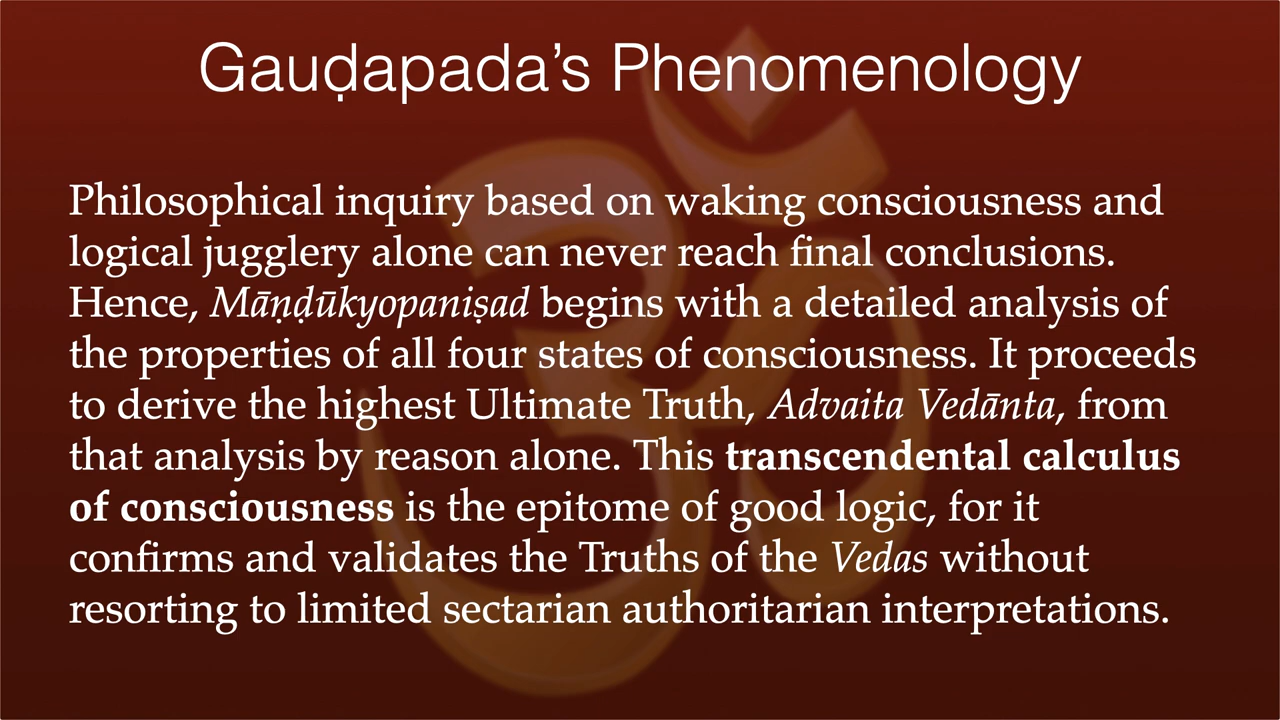 Gauḍapada’s Phenomenology
Philosophical inquiry based on waking consciousness and
logical jugglery alone can never reach final conclusions.
Hence, Māṇḍūkyopaniṣad begins with a detailed analysis of
the properties of all four states of consciousness. It proceeds
to derive the highest Ultimate Truth, Advaita Vedānta, from
that analysis by reason alone. This transcendental calculus
of consciousness is the epitome of good logic, for it
confirms and validates the Truths of the Vedas without
resorting to limited sectarian authoritarian interpretations.